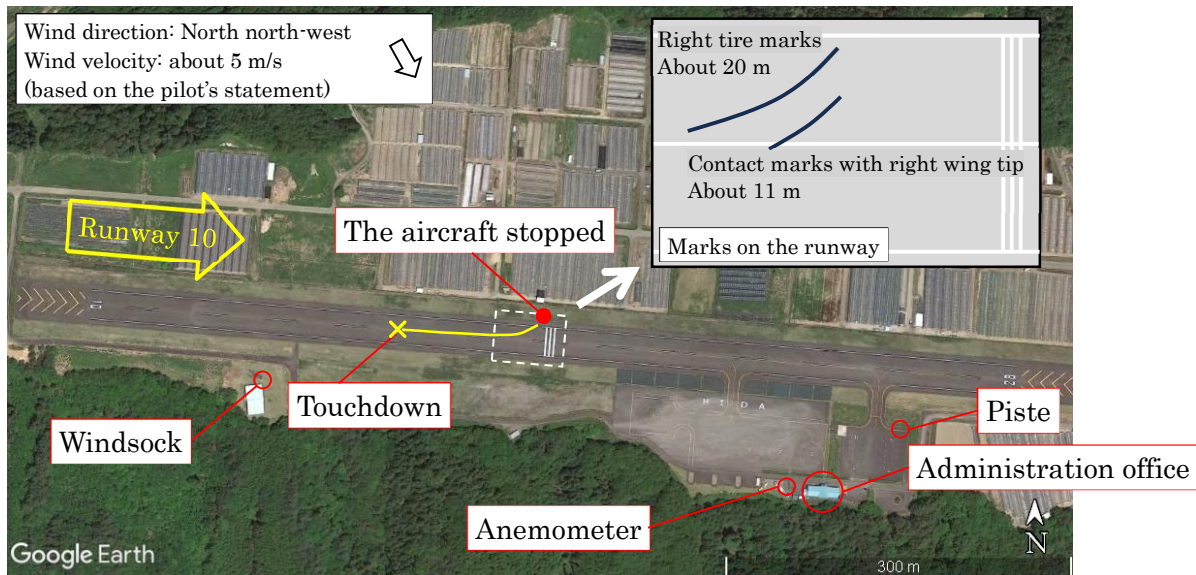 Wind direction: North north-west
Wind velocity: about 5 m/s
(based on the pilot's statement)
Right tire marks
About 20 m
Contact marks with right wing tip
About 11 m
Marks on the runway
Runway 10
The aircraft stopped
10
28
Touchdown
HIDA
Windsock
Piste
Administration office
Anemometer
N
Google Earth
300 m